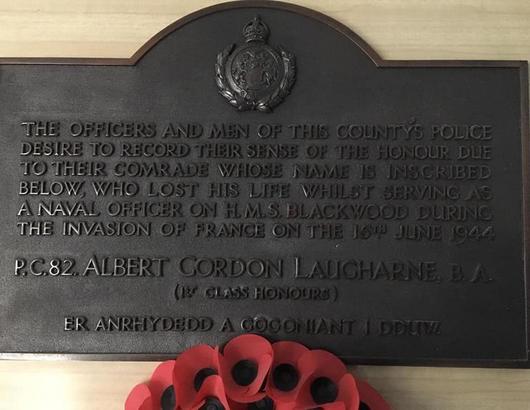 THE OFFICERS AND MEN OF THIS COUNTY'S POLICE
DESIRE TO RECORD THEIR SENSE OF THE HONOUR DUE
TO THEIR COMRADE WHOSE NAME IS INSCRIBED
BELOW, WHO LOST HIS LIFE WHILST SERVING AS
A NAVAL OFFICER ON H.M.S. BLACKWOOD DURING
THE INVASION OF FRANCE ON THE 16TH JUNE 1944
P.C. 82. ALBERT GORDON LAUGHARNE, B.A.
(1ST CLASS HONOURS)
ER ANRHYDEDD A GOGONIANT I DDUW.